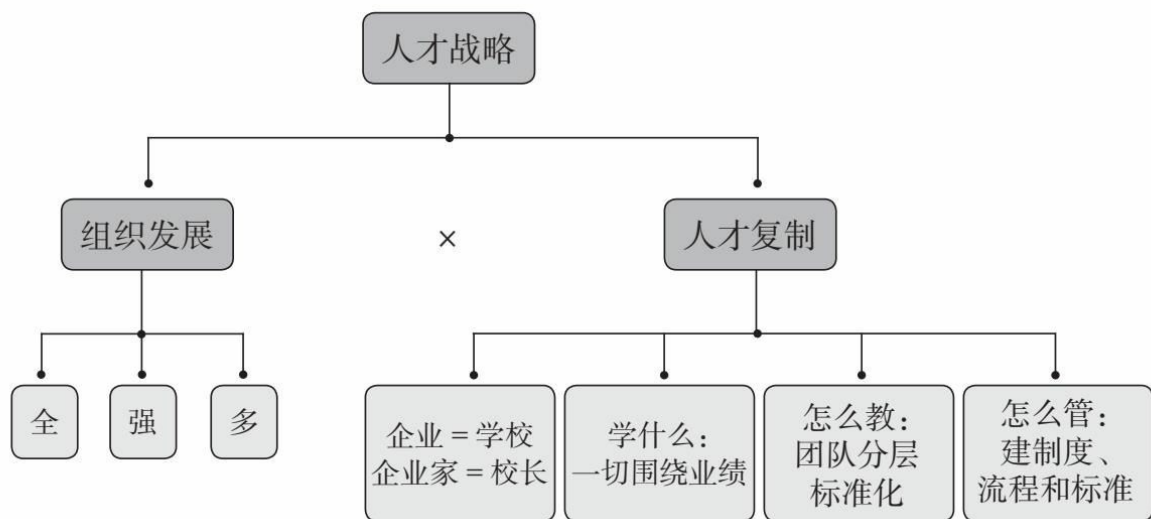 人才战略
组织发展
×
人才复制
全
强
多
企业 = 学校
企业家 = 校长
学什么：
一切围绕业绩
怎么教：
团队分层
标准化
怎么管：
建制度、
流程和标准